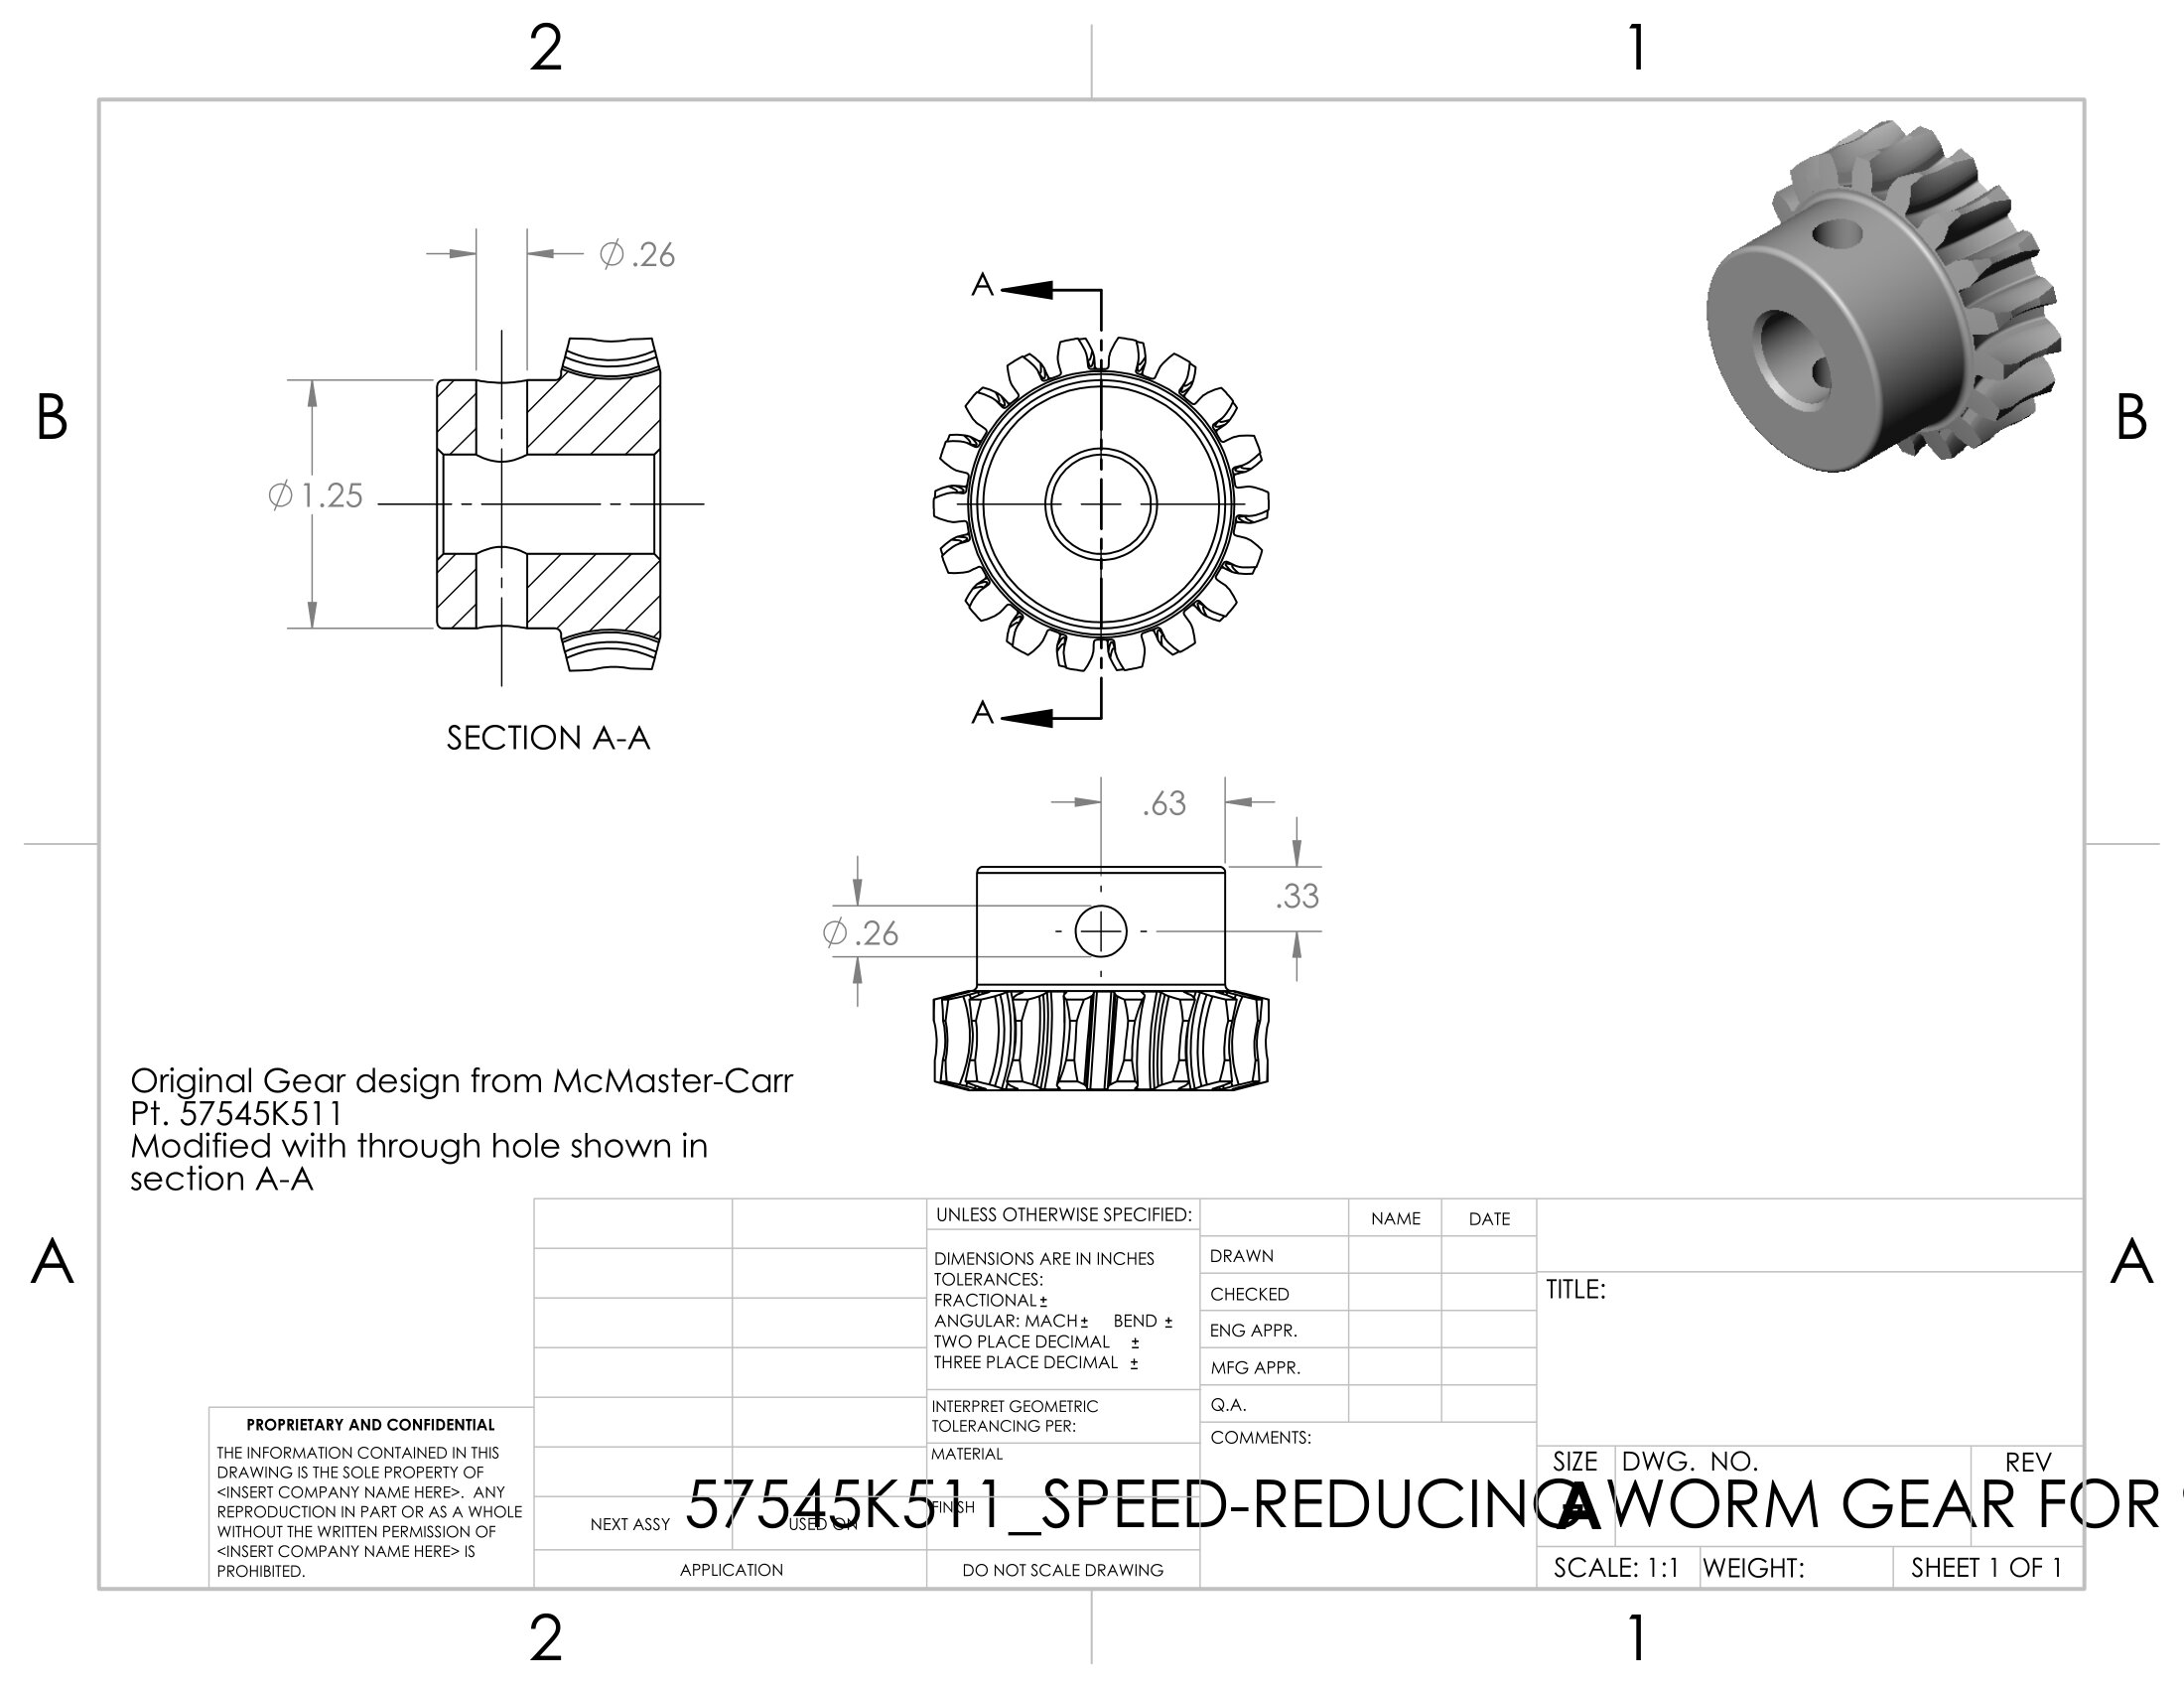 2
1
B
B
⌀ .26
⌀ 1.25
SECTION A-A
A
A
.63
.33
⌀ .26
Original Gear design from McMaster-Carr
Pt. 57545K511
Modified with through hole shown in
section A-A
A
A
PROPRIETARY AND CONFIDENTIAL
THE INFORMATION CONTAINED IN THIS
DRAWING IS THE SOLE PROPERTY OF
<INSERT COMPANY NAME HERE>.  ANY
REPRODUCTION IN PART OR AS A WHOLE
WITHOUT THE WRITTEN PERMISSION OF
<INSERT COMPANY NAME HERE> IS
PROHIBITED.
NEXT ASSY
USED ON
APPLICATION
UNLESS OTHERWISE SPECIFIED:
DIMENSIONS ARE IN INCHES
TOLERANCES:
FRACTIONAL ±
ANGULAR: MACH ± BEND ±
TWO PLACE DECIMAL ±
THREE PLACE DECIMAL ±
INTERPRET GEOMETRIC
TOLERANCING PER:
MATERIAL
FINISH
DO NOT SCALE DRAWING
NAME DATE
DRAWN
CHECKED
ENG APPR.
MFG APPR.
Q.A.
COMMENTS:
TITLE:
SIZE DWG. NO. REV
A
57545K511_SPEED-REDUCING WORM GEAR FOR
SCALE: 1:1 WEIGHT: SHEET 1 OF 1
2
1